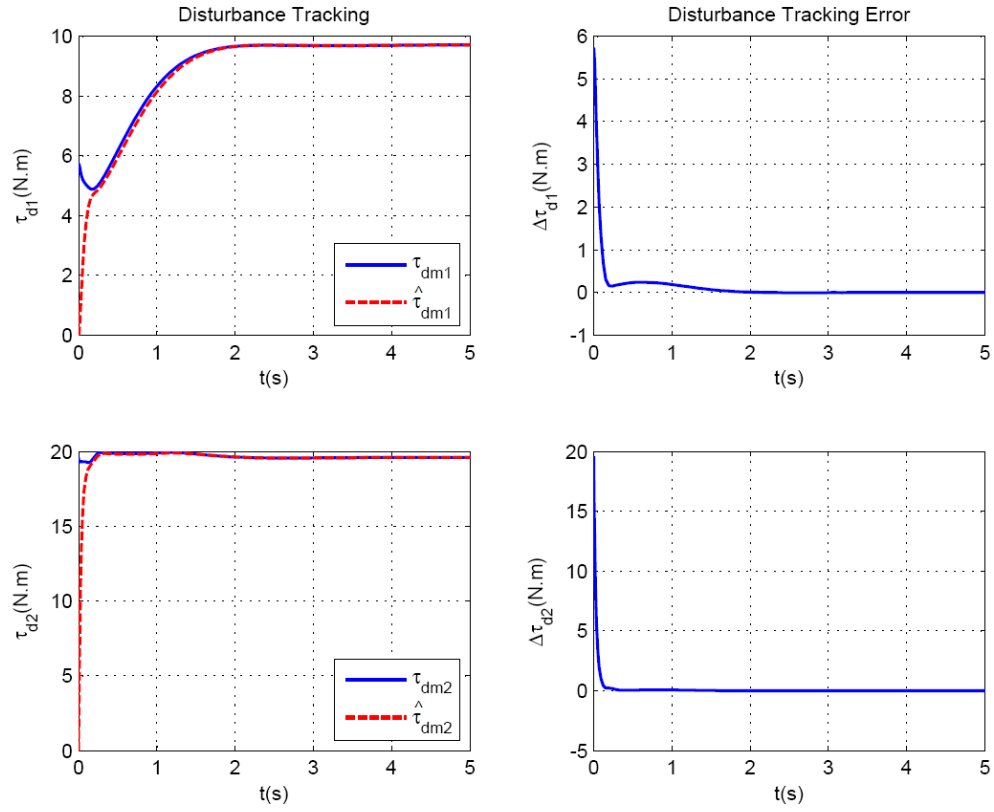 Disturbance Tracking
10
8
6
4
2
0
τd1(N.m)
τdm1
τ̂dm1
0 1 2 3 4 5
t(s)
Disturbance Tracking Error
6
5
4
3
2
1
0
-1
Δτd1(N.m)
0 1 2 3 4 5
t(s)
20
15
10
5
0
τd2(N.m)
τdm2
τ̂dm2
0 1 2 3 4 5
t(s)
20
15
10
5
0
-5
Δτd2(N.m)
0 1 2 3 4 5
t(s)